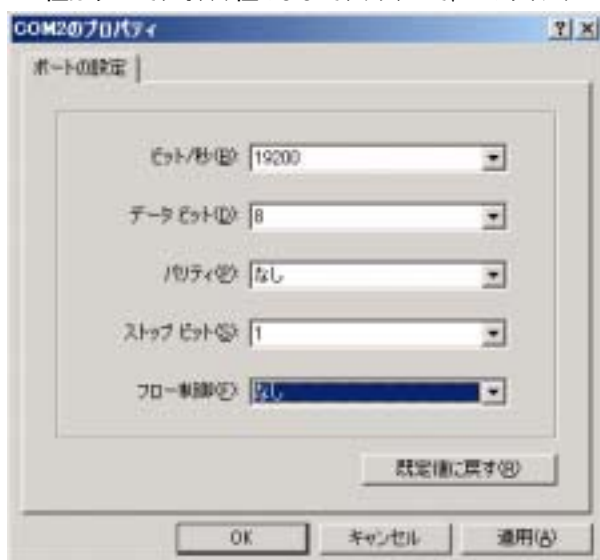 COM2のプロパティ
ポートの設定
ビット/秒(B): 19200
データ ビット(D): 8
パリティ(P): なし
ストップ ビット(S): 1
フロー制御(F): なし
既定値に戻す(R)
OK キャンセル 適用(A)